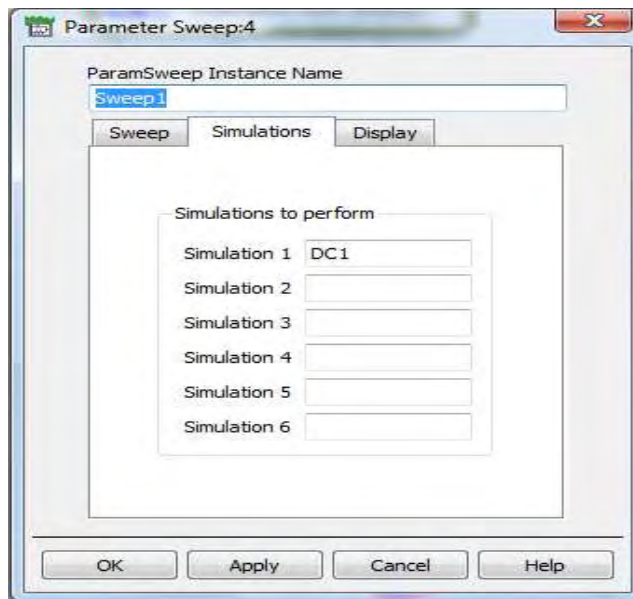 Parameter Sweep:4
ParamSweep Instance Name
Sweep1
Sweep Simulations Display
Simulations to perform
Simulation 1 DC1
Simulation 2
Simulation 3
Simulation 4
Simulation 5
Simulation 6
OK Apply Cancel Help